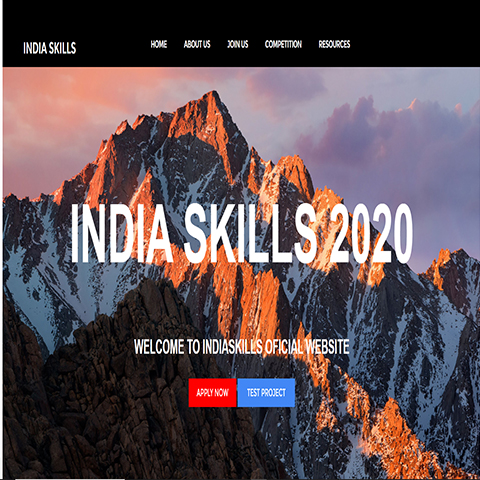 INDIA SKILLS
HOME ABOUT US JOIN US COMPETITION RESOURCES
INDIA SKILLS 2020
WELCOME TO INDIASKILLS OFICIAL WEBSITE
APPLY NOW TEST PROJECT